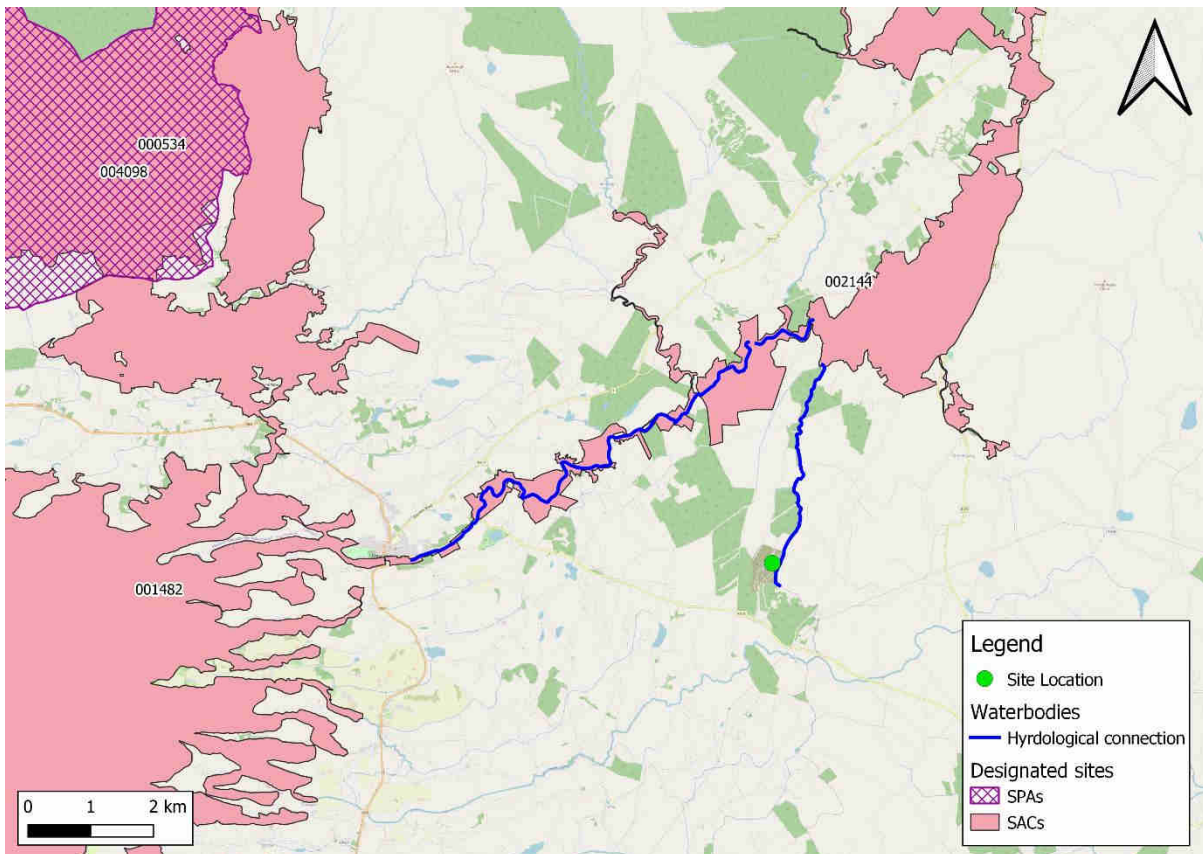 000534
004098
002144
001482
Legend
Site Location
Waterbodies
Hyrdological connection
Designated sites
SPAs
SACs
0 1 2 km